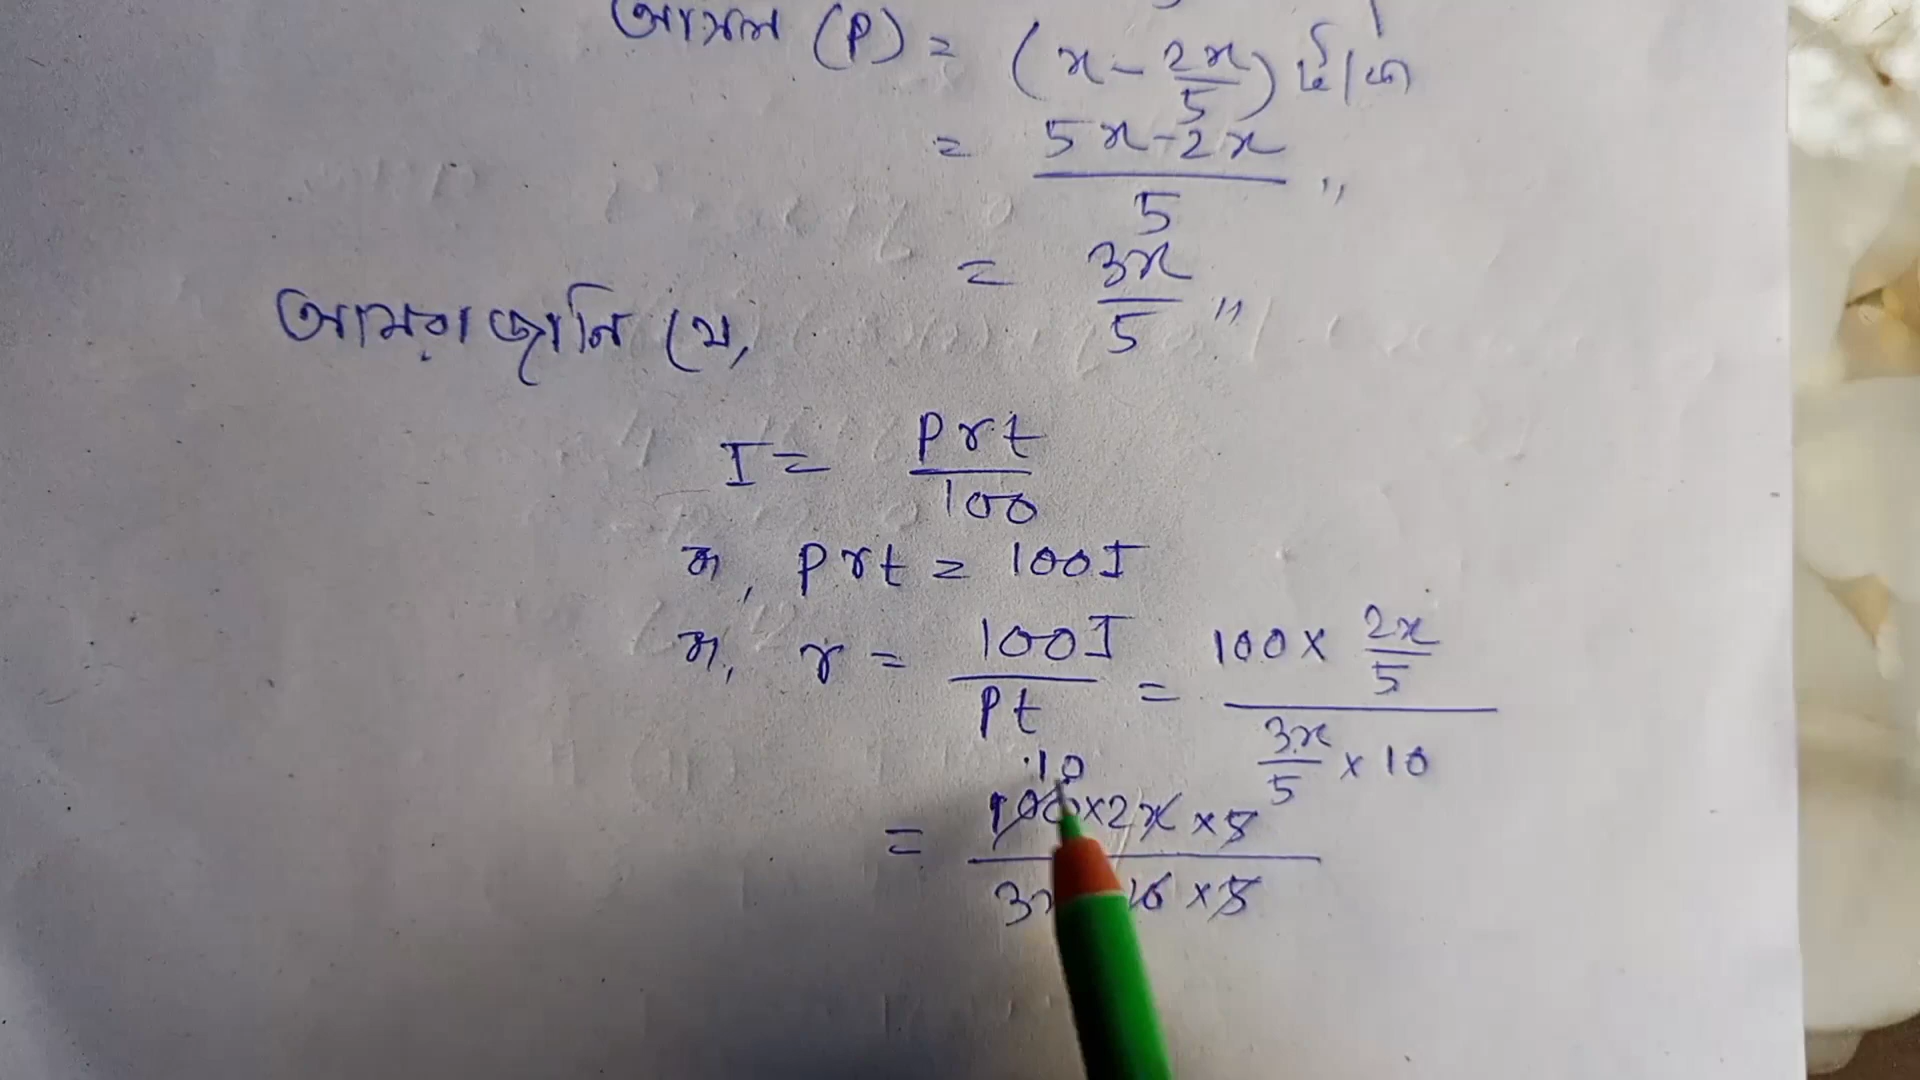 আসল (P) = (x - 2x/5) টাকা
= 5x-2x/5 "
= 3x/5 "
আমরা জানি যে,
I = prt/100
বা, prt = 100I
বা, r = 100I/pt = 100 × 2x/5 / 3x/5 × 10
10
= 100×2x×5 / 3x 10×5